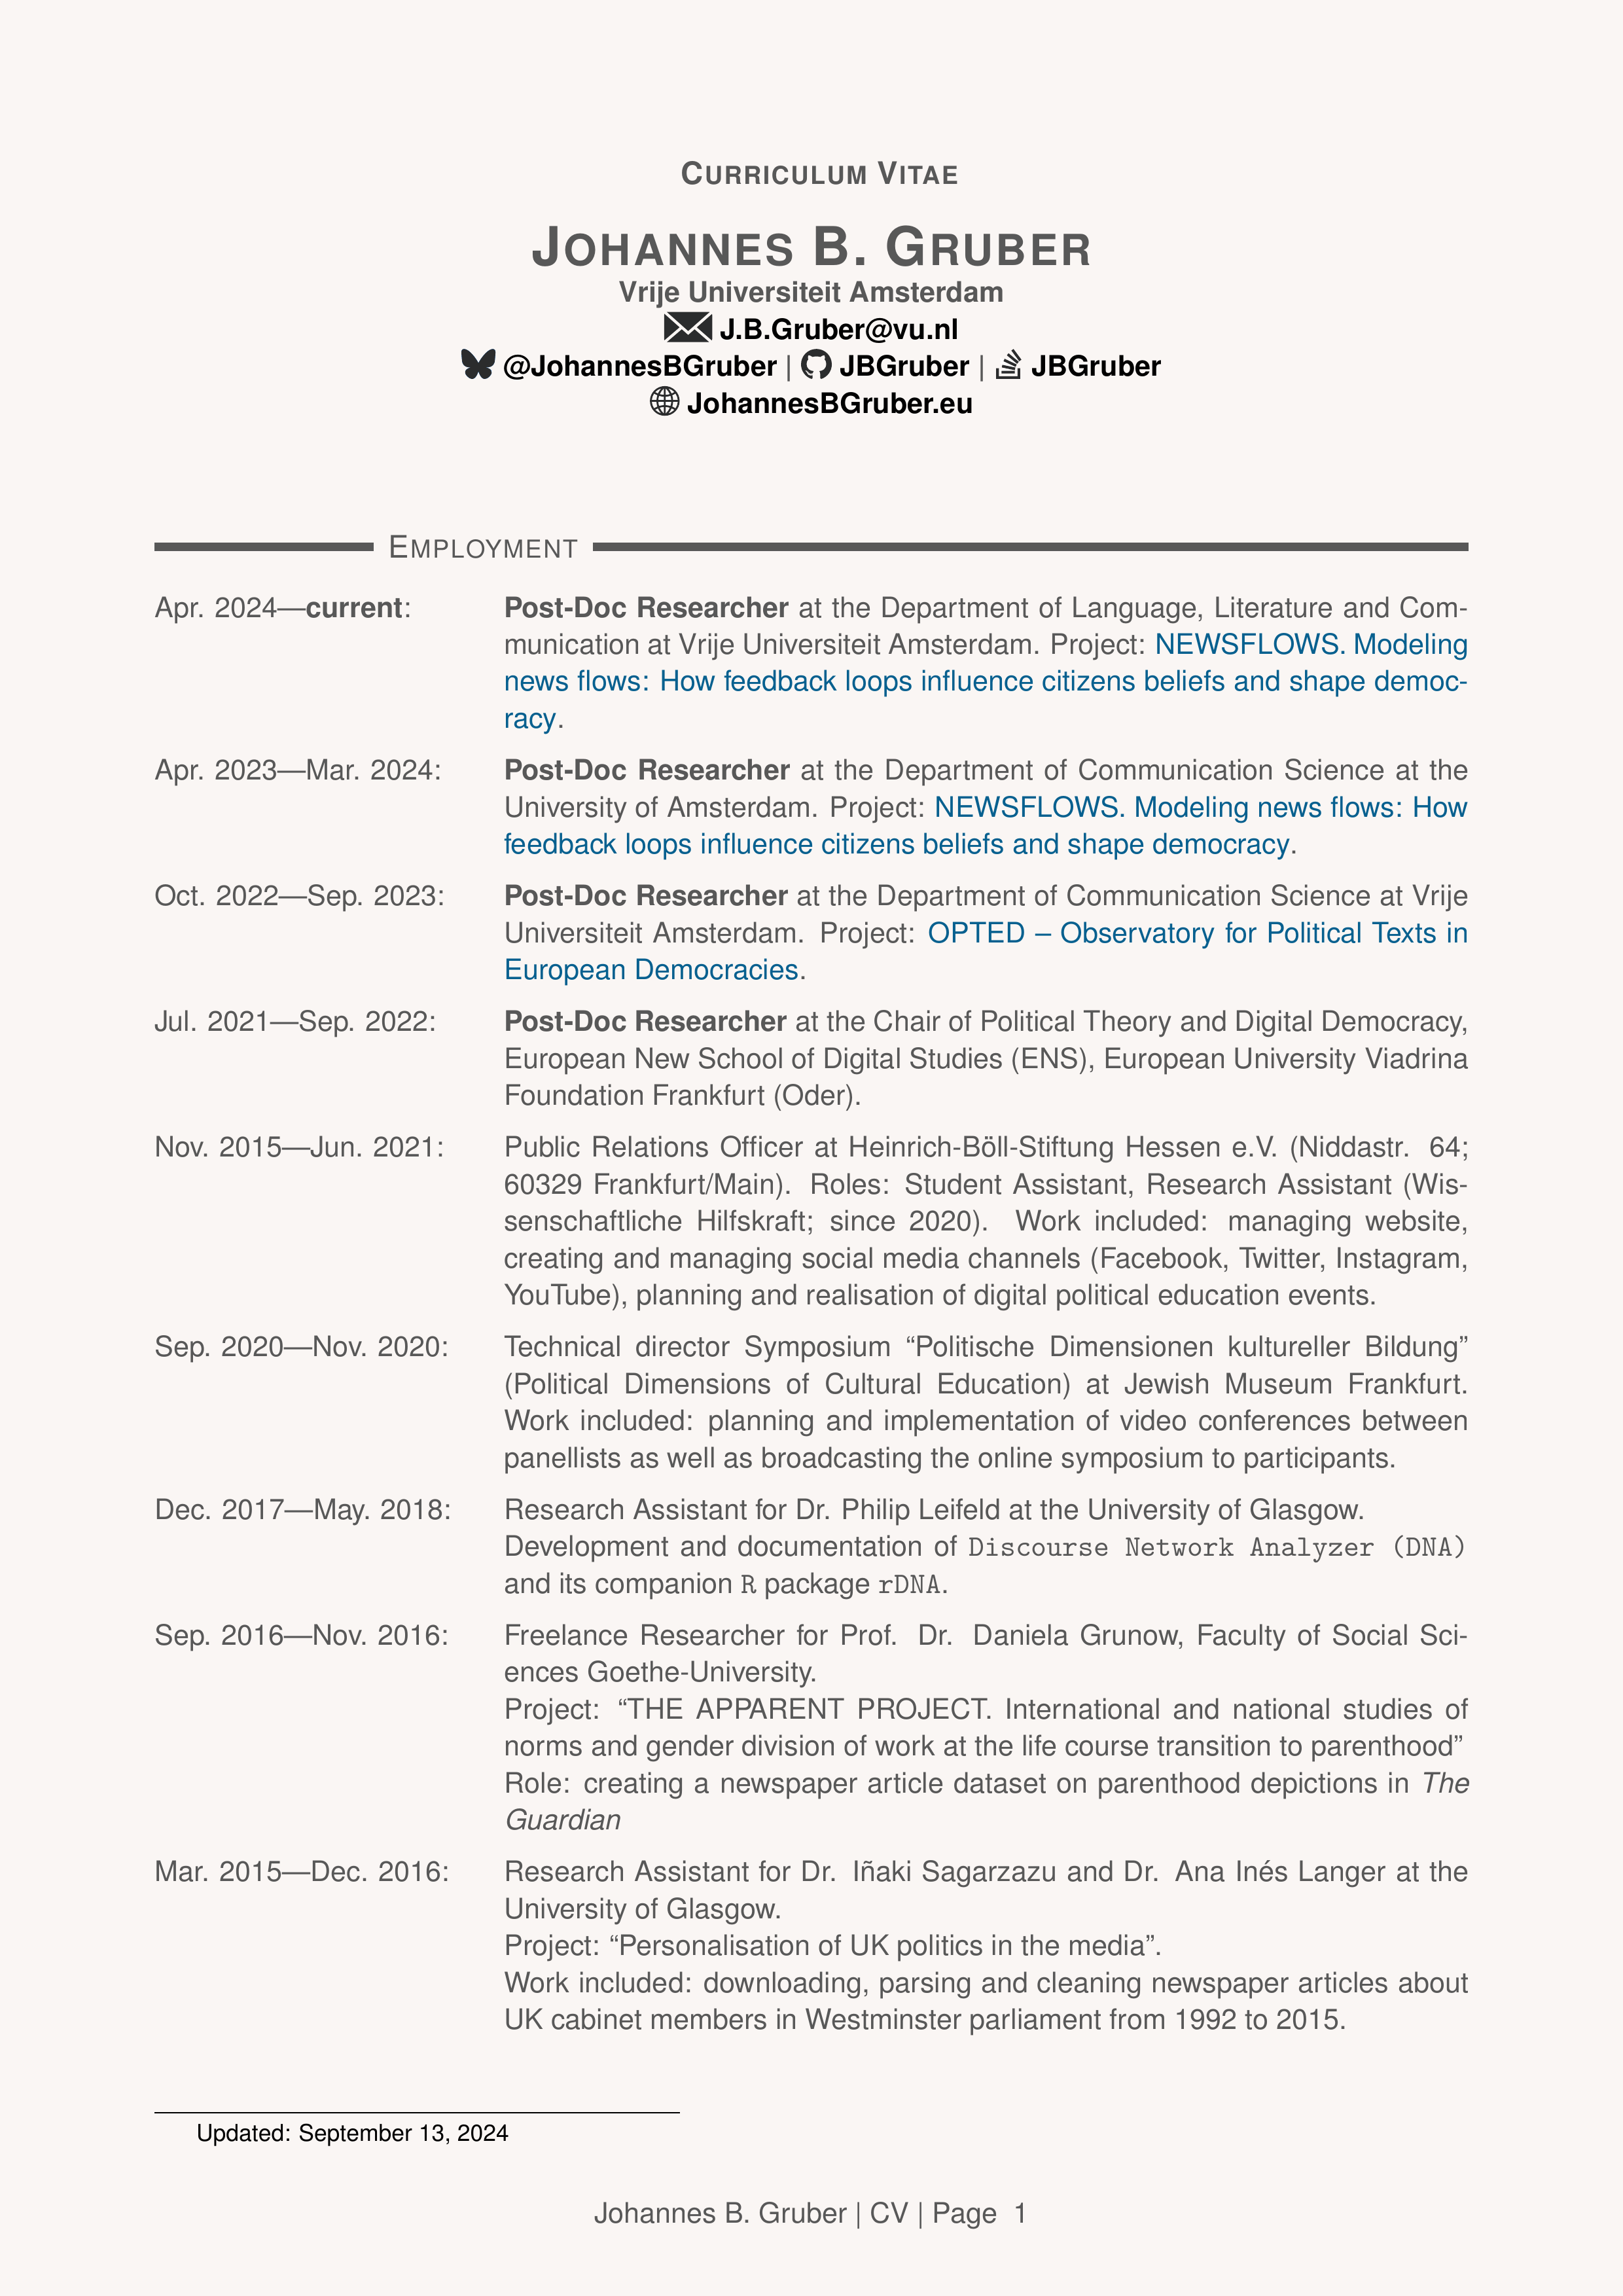 CURRICULUM VITAE
JOHANNES B. GRUBER
Vrije Universiteit Amsterdam
J.B.Gruber@vu.nl
@JohannesBGruber | JBGruber | JBGruber
JohannesBGruber.eu
EMPLOYMENT
Apr. 2024—current: Post-Doc Researcher at the Department of Language, Literature and Com-
munication at Vrije Universiteit Amsterdam. Project: NEWSFLOWS. Modeling
news flows: How feedback loops influence citizens beliefs and shape democ-
racy.
Apr. 2023—Mar. 2024: Post-Doc Researcher at the Department of Communication Science at the
University of Amsterdam. Project: NEWSFLOWS. Modeling news flows: How
feedback loops influence citizens beliefs and shape democracy.
Oct. 2022—Sep. 2023: Post-Doc Researcher at the Department of Communication Science at Vrije
Universiteit Amsterdam. Project: OPTED – Observatory for Political Texts in
European Democracies.
Jul. 2021—Sep. 2022: Post-Doc Researcher at the Chair of Political Theory and Digital Democracy,
European New School of Digital Studies (ENS), European University Viadrina
Foundation Frankfurt (Oder).
Nov. 2015—Jun. 2021: Public Relations Officer at Heinrich-Böll-Stiftung Hessen e.V. (Niddastr. 64;
60329 Frankfurt/Main). Roles: Student Assistant, Research Assistant (Wis-
senschaftliche Hilfskraft; since 2020). Work included: managing website,
creating and managing social media channels (Facebook, Twitter, Instagram,
YouTube), planning and realisation of digital political education events.
Sep. 2020—Nov. 2020: Technical director Symposium “Politische Dimensionen kultureller Bildung”
(Political Dimensions of Cultural Education) at Jewish Museum Frankfurt.
Work included: planning and implementation of video conferences between
panellists as well as broadcasting the online symposium to participants.
Dec. 2017—May. 2018: Research Assistant for Dr. Philip Leifeld at the University of Glasgow.
Development and documentation of Discourse Network Analyzer (DNA)
and its companion R package rDNA.
Sep. 2016—Nov. 2016: Freelance Researcher for Prof. Dr. Daniela Grunow, Faculty of Social Sci-
ences Goethe-University.
Project: “THE APPARENT PROJECT. International and national studies of
norms and gender division of work at the life course transition to parenthood”
Role: creating a newspaper article dataset on parenthood depictions in The
Guardian
Mar. 2015—Dec. 2016: Research Assistant for Dr. Iñaki Sagarzazu and Dr. Ana Inés Langer at the
University of Glasgow.
Project: “Personalisation of UK politics in the media”.
Work included: downloading, parsing and cleaning newspaper articles about
UK cabinet members in Westminster parliament from 1992 to 2015.
Updated: September 13, 2024
Johannes B. Gruber | CV | Page 1